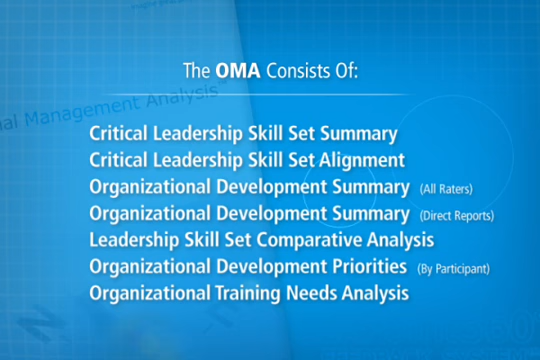 The OMA Consists Of:
Management Analysis
Critical Leadership Skill Set Summary
Critical Leadership Skill Set Alignment
Organizational Development Summary (All Raters)
Organizational Development Summary (Direct Reports)
Leadership Skill Set Comparative Analysis
Organizational Development Priorities (By Participant)
Organizational Training Needs Analysis